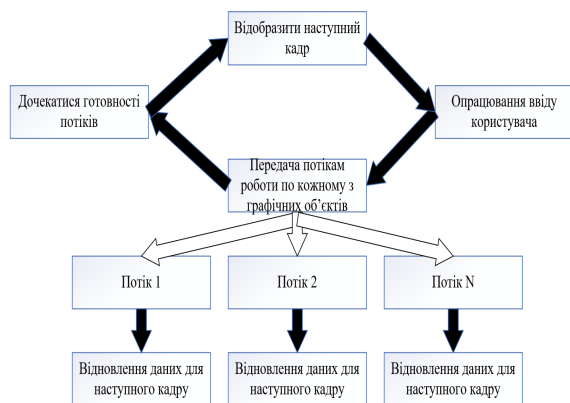 Відобразити наступний
кадр
Дочекатися готовності
потіків
Опрацювання вводу
користувача
Передача потікам
роботи по кожному з
графічних об’єктів
Потік 1
Потік 2
Потік N
Відновлення даних для
наступного кадру
Відновлення даних для
наступного кадру
Відновлення даних для
наступного кадру